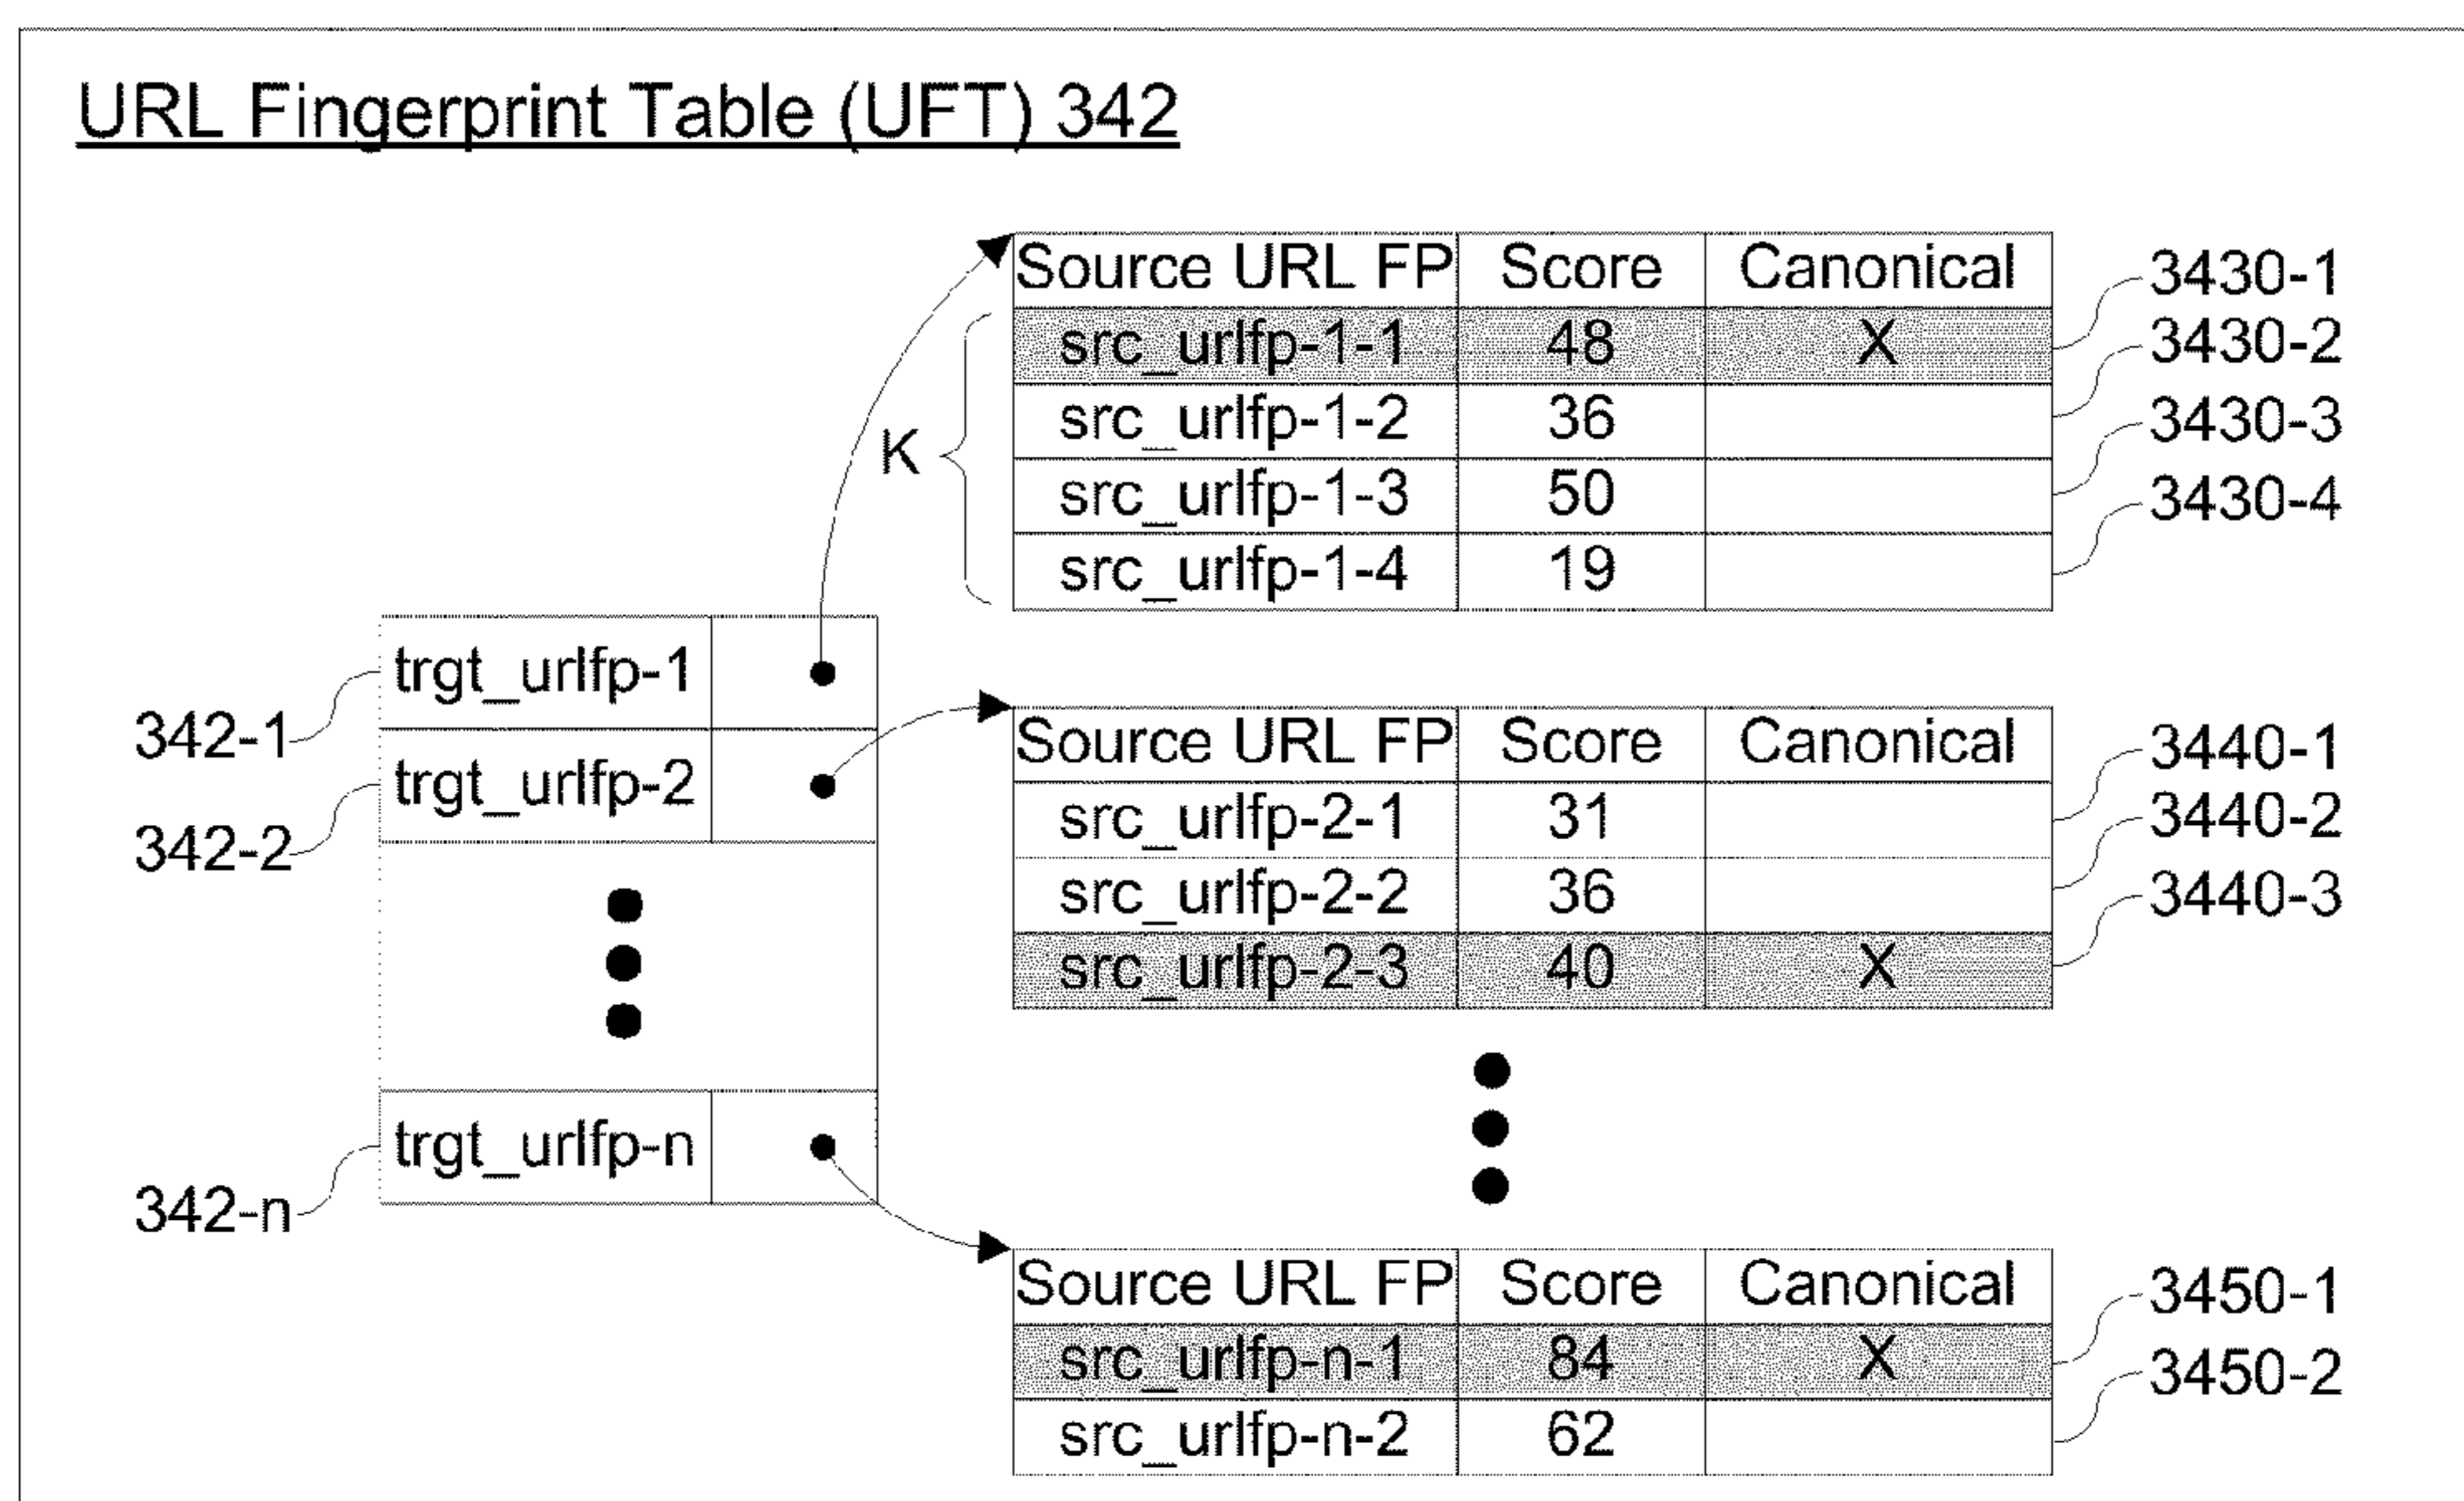 URL Fingerprint Table (UFT) 342
Source URL FP Score Canonical
src_urlfp-1-1 48 X 3430-1
src_urlfp-1-2 36 3430-2
src_urlfp-1-3 50 3430-3
src_urlfp-1-4 19 3430-4
K
trgt_urlfp-1
342-1
trgt_urlfp-2
342-2
trgt_urlfp-n
342-n
Source URL FP Score Canonical
src_urlfp-2-1 31 3440-1
src_urlfp-2-2 36 3440-2
src_urlfp-2-3 40 X 3440-3
Source URL FP Score Canonical
src_urlfp-n-1 84 X 3450-1
src_urlfp-n-2 62 3450-2